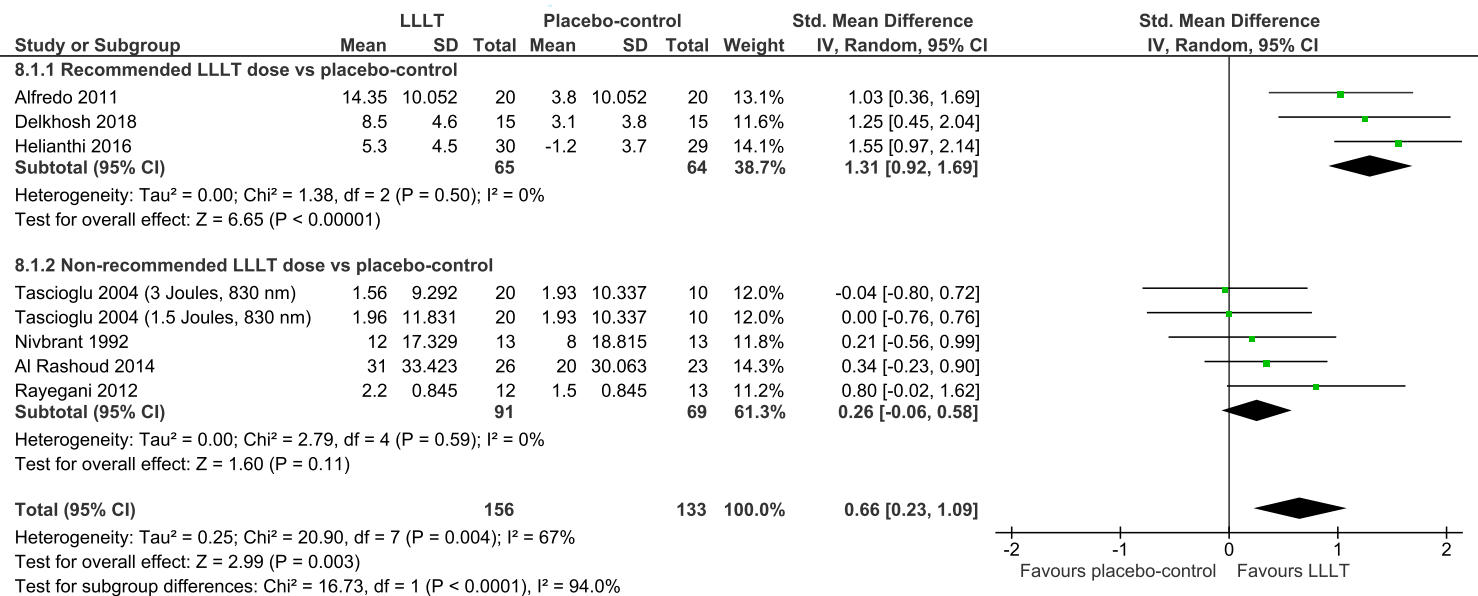 LLLT Placebo-control Std. Mean Difference Std. Mean Difference
Study or Subgroup Mean SD Total Mean SD Total Weight IV, Random, 95% CI IV, Random, 95% CI
8.1.1 Recommended LLLT dose vs placebo-control
Alfredo 2011 14.35 10.052 20 3.8 10.052 20 13.1% 1.03 [0.36, 1.69]
Delkhosh 2018 8.5 4.6 15 3.1 3.8 15 11.6% 1.25 [0.45, 2.04]
Helianthi 2016 5.3 4.5 30 -1.2 3.7 29 14.1% 1.55 [0.97, 2.14]
Subtotal (95% CI) 65 64 38.7% 1.31 [0.92, 1.69]
Heterogeneity: Tau² = 0.00; Chi² = 1.38, df = 2 (P = 0.50); I² = 0%
Test for overall effect: Z = 6.65 (P < 0.00001)
8.1.2 Non-recommended LLLT dose vs placebo-control
Tascioglu 2004 (3 Joules, 830 nm) 1.56 9.292 20 1.93 10.337 10 12.0% -0.04 [-0.80, 0.72]
Tascioglu 2004 (1.5 Joules, 830 nm) 1.96 11.831 20 1.93 10.337 10 12.0% 0.00 [-0.76, 0.76]
Nivbrant 1992 12 17.329 13 8 18.815 13 11.8% 0.21 [-0.56, 0.99]
Al Rashoud 2014 31 33.423 26 20 30.063 23 14.3% 0.34 [-0.23, 0.90]
Rayegani 2012 2.2 0.845 12 1.5 0.845 13 11.2% 0.80 [-0.02, 1.62]
Subtotal (95% CI) 91 69 61.3% 0.26 [-0.06, 0.58]
Heterogeneity: Tau² = 0.00; Chi² = 2.79, df = 4 (P = 0.59); I² = 0%
Test for overall effect: Z = 1.60 (P = 0.11)
Total (95% CI) 156 133 100.0% 0.66 [0.23, 1.09]
Heterogeneity: Tau² = 0.25; Chi² = 20.90, df = 7 (P = 0.004); I² = 67%
Test for overall effect: Z = 2.99 (P = 0.003)
Test for subgroup differences: Chi² = 16.73, df = 1 (P < 0.0001), I² = 94.0%
-2 -1 0 1 2
Favours placebo-control Favours LLLT